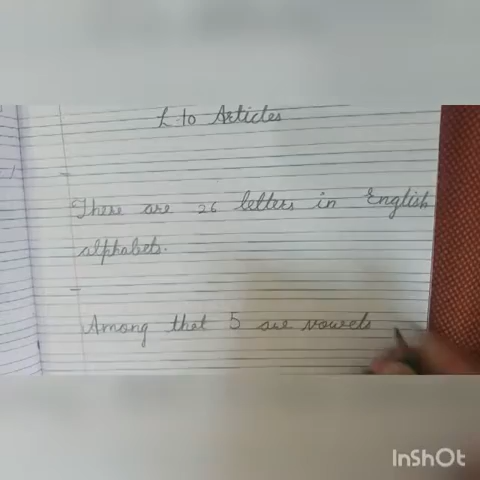 L-10 Articles
There are 26 letters in English
alphabets.
Among that 5 are vowels
InShOt